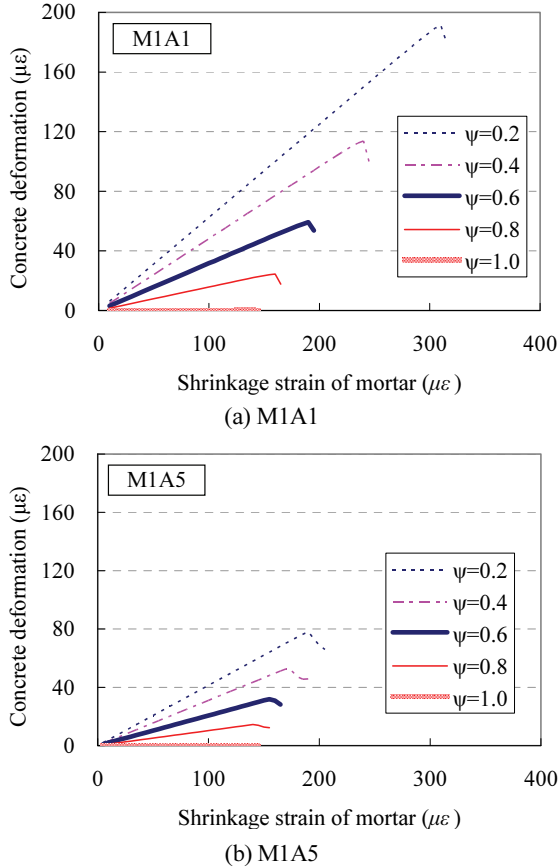 M1A1
Concrete deformation (με)
200
160
120
80
40
0
0
100
200
300
400
ψ=0.2
ψ=0.4
ψ=0.6
ψ=0.8
ψ=1.0
Shrinkage strain of mortar (με)
(a) M1A1
M1A5
Concrete deformation (με)
200
160
120
80
40
0
0
100
200
300
400
ψ=0.2
ψ=0.4
ψ=0.6
ψ=0.8
ψ=1.0
Shrinkage strain of mortar (με)
(b) M1A5